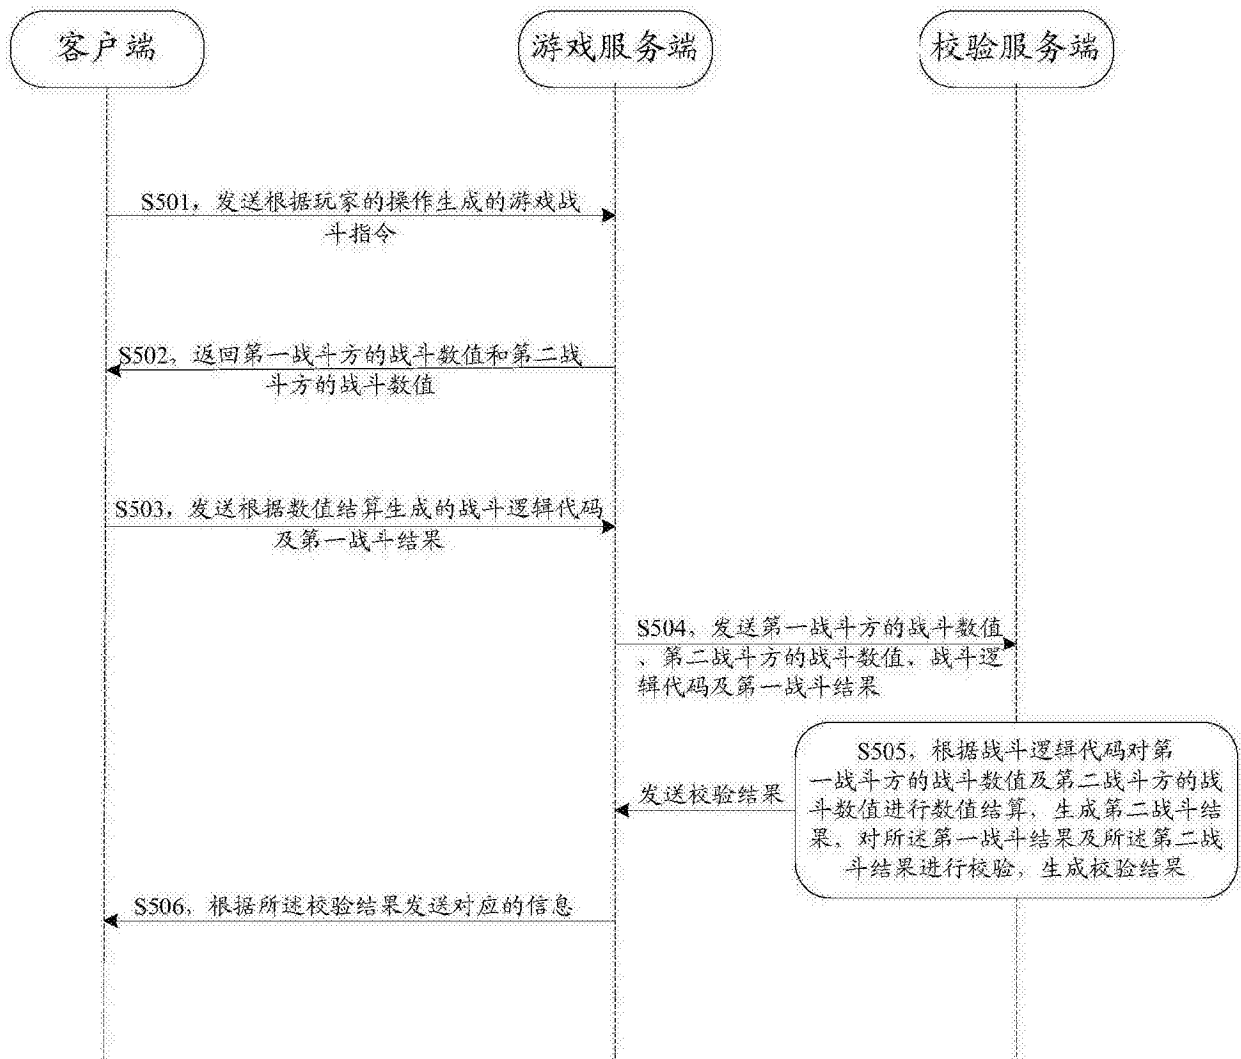 客户端
游戏服务端
校验服务端
S501，发送根据玩家的操作生成的游戏战
斗指令
S502，返回第一战斗方的战斗数值和第二战
斗方的战斗数值
S503，发送根据数值结算生成的战斗逻辑代码
及第一战斗结果
S504，发送第一战斗方的战斗数值
、第二战斗方的战斗数值、战斗逻
辑代码及第一战斗结果
S505，根据战斗逻辑代码对第
一战斗方的战斗数值及第二战斗方的战
斗数值进行数值结算，生成第二战斗结
果，对所述第一战斗结果及所述第二战
斗结果进行校验，生成校验结果
发送校验结果
S506，根据所述校验结果发送对应的信息